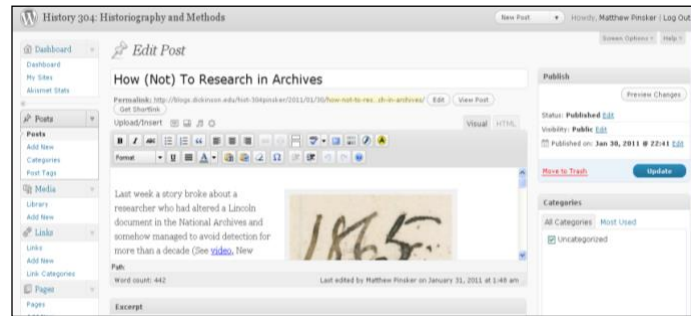 History 304: Historiography and Methods
New Post
Howdy, Matthew Pinsker | Log Out
Screen Options
Help
Dashboard
Dashboard
My Sites
Akismet Stats
Posts
Posts
Add New
Categories
Post Tags
Media
Library
Add New
Links
Links
Add New
Link Categories
Pages
Pages
Edit Post
How (Not) To Research in Archives
Permalink: http://blogs.dickinson.edu/hist-304pinsker/2011/01/30/how-not-to-res...ch-in-archives/ Edit View Post
Get Shortlink
Upload/Insert
Visual HTML
Format
Last week a story broke about a
researcher who had altered a Lincoln
document in the National Archives and
somehow managed to avoid detection for
more than a decade (See video, New
1865
Path:
Word count: 442
Last edited by Matthew Pinsker on January 31, 2011 at 1:48 am
Excerpt
Publish
Preview Changes
Status: Published Edit
Visibility: Public Edit
Published on: Jan 30, 2011 @ 22:41 Edit
Move to Trash
Update
Categories
All Categories Most Used
Uncategorized